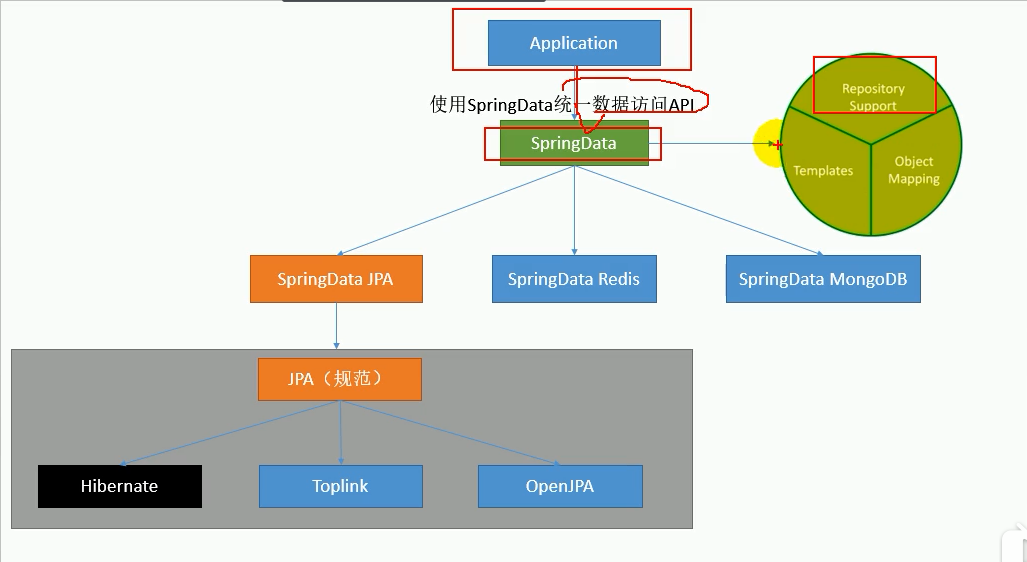 Application
使用SpringData统一数据访问API
SpringData
Repository
Support
Templates
Object
Mapping
SpringData JPA
SpringData Redis
SpringData MongoDB
JPA（规范）
Hibernate
Toplink
OpenJPA